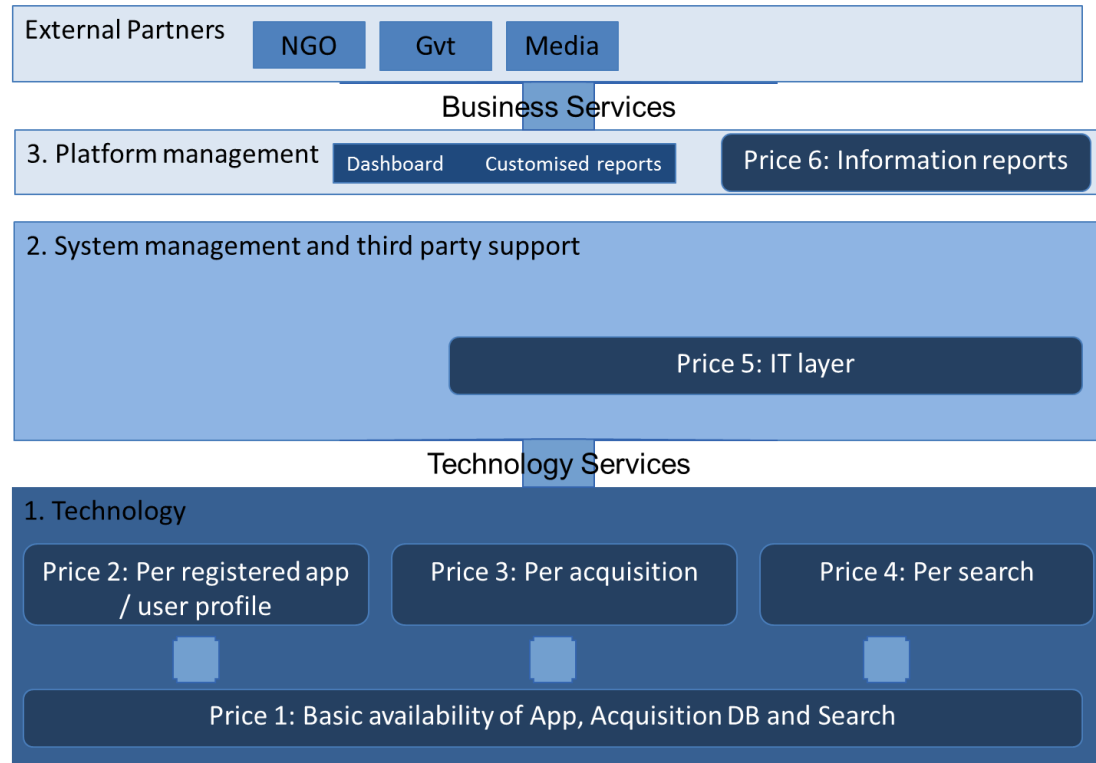 External Partners
NGO
Gvt
Media
Business Services
3. Platform management
Dashboard
Customised reports
Price 6: Information reports
2. System management and third party support
Price 5: IT layer
Technology Services
1. Technology
Price 2: Per registered app
/ user profile
Price 3: Per acquisition
Price 4: Per search
Price 1: Basic availability of App, Acquisition DB and Search